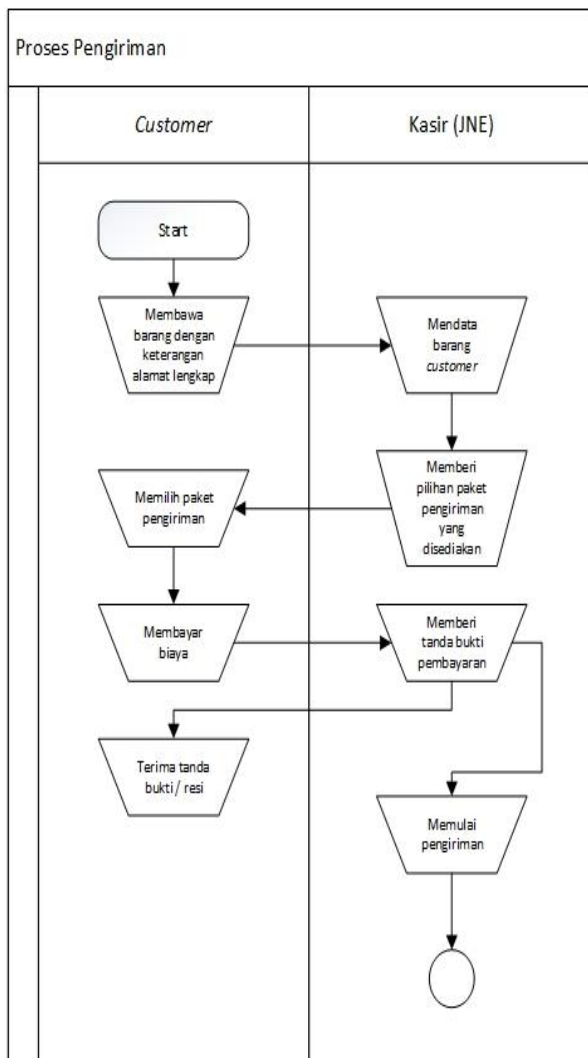 Proses Pengiriman
Customer
Kasir (JNE)
Start
Membawa
barang dengan
keterangan
alamat lengkap
Mendata
barang
customer
Memberi
pilihan paket
pengiriman
yang
disediakan
Memilih paket
pengiriman
Membayar
biaya
Memberi
tanda bukti
pembayaran
Terima tanda
bukti / resi
Memulai
pengiriman